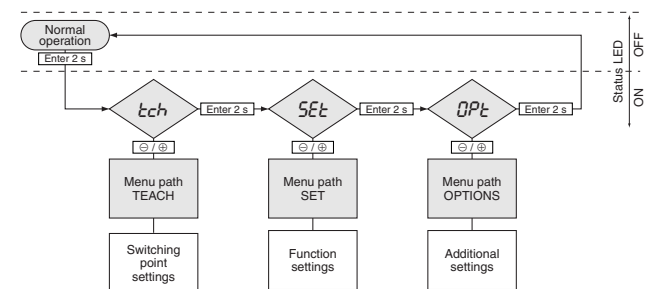 Normal
operation
Enter 2 s
Status LED
OFF
ON
tch
Enter 2 s
SEt
Enter 2 s
OPt
Enter 2 s
⊖ / ⊕
⊖ / ⊕
⊖ / ⊕
Menu path
TEACH
Menu path
SET
Menu path
OPTIONS
Switching
point
settings
Function
settings
Additional
settings